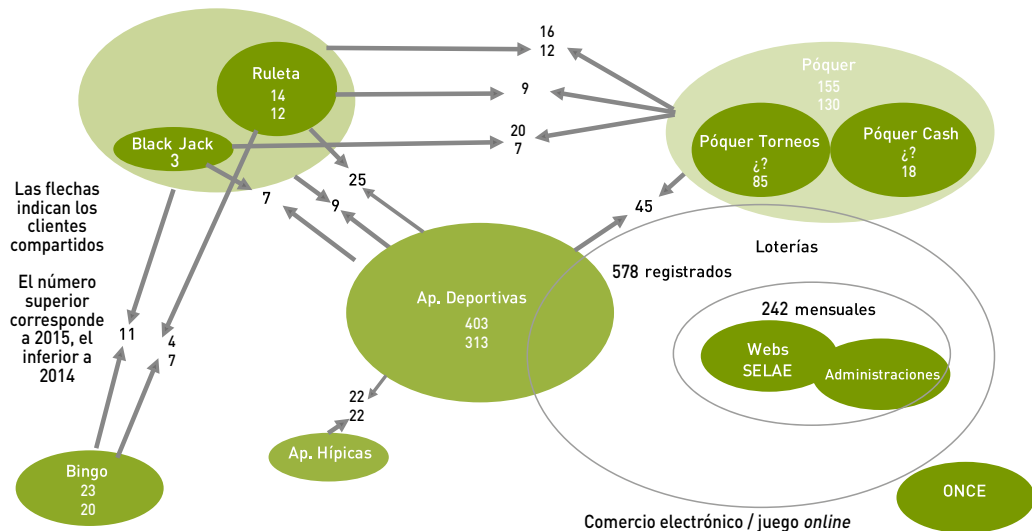 16
12
Ruleta
14
12
9
Póquer
155
130
Black Jack
3
20
7
Póquer Torneos
¿?
85
Póquer Cash
¿?
18
Las flechas
indican los
clientes
compartidos
7
25
9
45
Loterías
578 registrados
El número
superior
corresponde
a 2015, el
inferior a
2014
11
4
7
Ap. Deportivas
403
313
242 mensuales
Webs
SELAE
Administraciones
22
22
Ap. Hípicas
Bingo
23
20
ONCE
Comercio electrónico / juego online